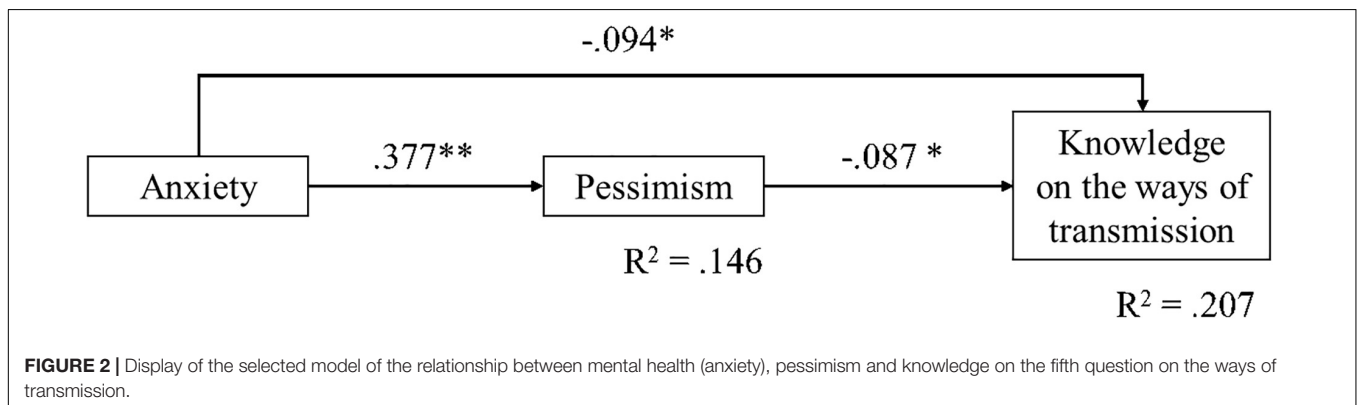 -.094*
.377**
-.087 *
Anxiety
Pessimism
Knowledge
on the ways of
transmission
R² = .146
R² = .207
FIGURE 2 | Display of the selected model of the relationship between mental health (anxiety), pessimism and knowledge on the fifth question on the ways of
transmission.